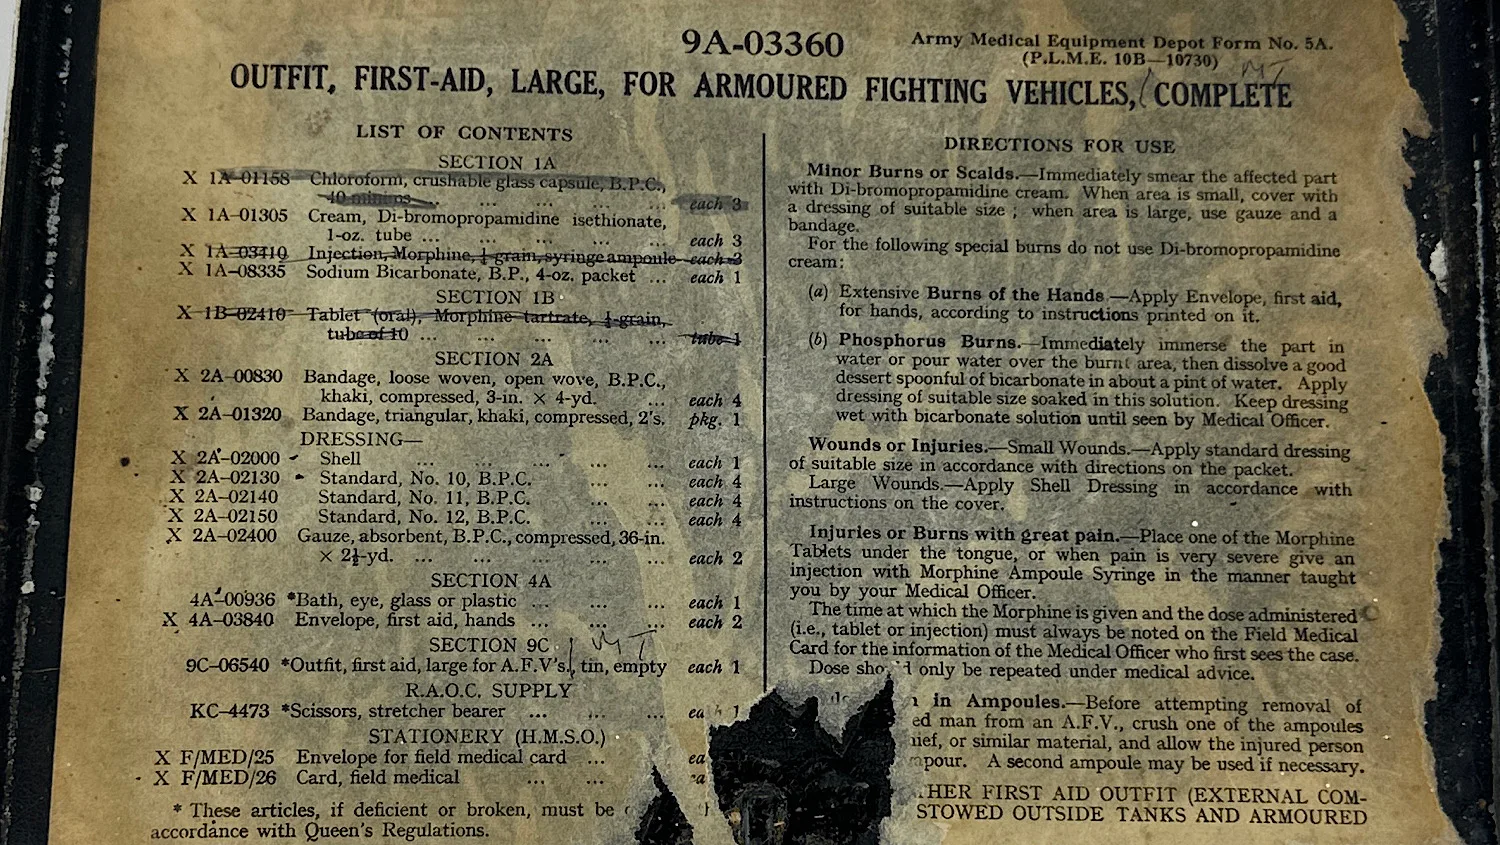 9A-03360
Army Medical Equipment Depot Form No. 5A.
(P.L.M.E. 10B—10730)
OUTFIT, FIRST-AID, LARGE, FOR ARMOURED FIGHTING VEHICLES, COMPLETE
MT
LIST OF CONTENTS
SECTION 1A
X 1A-01158 Chloroform, crushable glass capsule, B.P.C.,
40 minims ... ... ... ... each 3
X 1A-01305 Cream, Di-bromopropamidine isethionate,
1-oz. tube ... ... ... ... ... each 3
X 1A-03410 Injection, Morphine, ½-grain, syringe ampoule each 3
X 1A-08335 Sodium Bicarbonate, B.P., 4-oz. packet ... each 1
SECTION 1B
X 1B-02410 Tablet (oral), Morphine tartrate, grain,
tube of 10 ... ... ... ... ... tube 1
SECTION 2A
X 2A-00830 Bandage, loose woven, open wove, B.P.C.,
khaki, compressed, 3-in. × 4-yd. ... each 4
X 2A-01320 Bandage, triangular, khaki, compressed, 2's. pkg. 1
DRESSING—
X 2A-02000 - Shell ... ... ... ... ... each 1
X 2A-02130 - Standard, No. 10, B.P.C. ... ... each 4
X 2A-02140 Standard, No. 11, B.P.C. ... ... each 4
X 2A-02150 Standard, No. 12, B.P.C. ... ... each 4
X 2A-02400 Gauze, absorbent, B.P.C., compressed, 36-in.
× 2½-yd. ... ... ... ... ... each 2
SECTION 4A
4A-00936 *Bath, eye, glass or plastic ... ... ... each 1
X 4A-03840 Envelope, first aid, hands ... ... ... each 2
SECTION 9C
MT
9C-06540 *Outfit, first aid, large for A.F.V's., tin, empty each 1
R.A.O.C. SUPPLY
KC-4473 *Scissors, stretcher bearer ... ... ... 1
STATIONERY (H.M.S.O.)
X F/MED/25 Envelope for field medical card ...
X F/MED/26 Card, field medical ... ...
* These articles, if deficient or broken, must be
accordance with Queen's Regulations.
DIRECTIONS FOR USE
Minor Burns or Scalds.—Immediately smear the affected part
with Di-bromopropamidine cream. When area is small, cover with
a dressing of suitable size ; when area is large, use gauze and a
bandage.
For the following special burns do not use Di-bromopropamidine
cream:
(a) Extensive Burns of the Hands.—Apply Envelope, first aid,
for hands, according to instructions printed on it.
(b) Phosphorus Burns.—Immediately immerse the part in
water or pour water over the burnt area, then dissolve a good
dessert spoonful of bicarbonate in about a pint of water. Apply
dressing of suitable size soaked in this solution. Keep dressing
wet with bicarbonate solution until seen by Medical Officer.
Wounds or Injuries.—Small Wounds.—Apply standard dressing
of suitable size in accordance with directions on the packet.
Large Wounds.—Apply Shell Dressing in accordance with
instructions on the cover.
Injuries or Burns with great pain.—Place one of the Morphine
Tablets under the tongue, or when pain is very severe give an
injection with Morphine Ampoule Syringe in the manner taught
you by your Medical Officer.
The time at which the Morphine is given and the dose administered
(i.e., tablet or injection) must always be noted on the Field Medical
Card for the information of the Medical Officer who first sees the case.
Dose should only be repeated under medical advice.
in Ampoules.—Before attempting removal of
man from an A.F.V., crush one of the ampoules
or similar material, and allow the injured person
A second ampoule may be used if necessary.
FIRST AID OUTFIT (EXTERNAL COM-
STOWED OUTSIDE TANKS AND ARMOURED